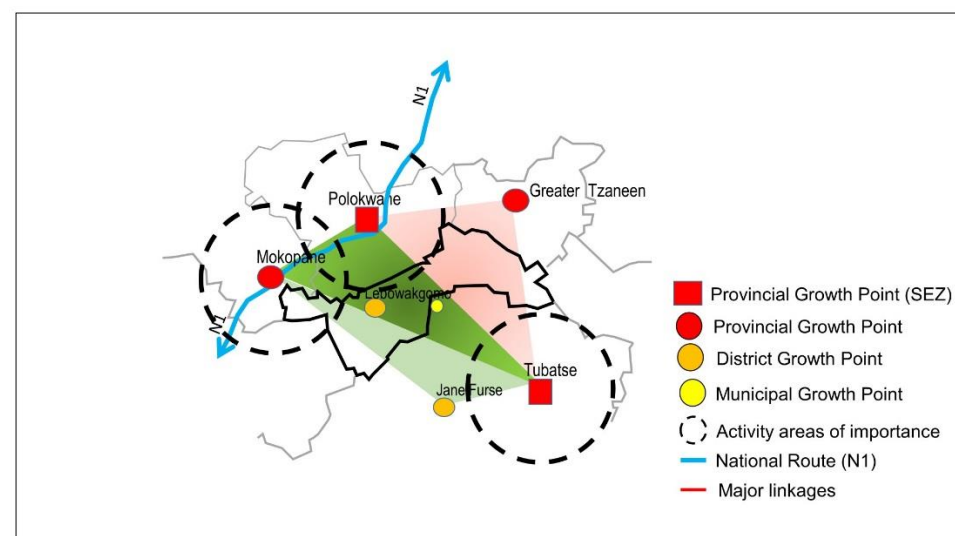 N1
Greater Tzaneen
Polokwane
Mokopane
Lebowakgomo
N1
Tubatse
Jane Furse
Provincial Growth Point (SEZ)
Provincial Growth Point
District Growth Point
Municipal Growth Point
Activity areas of importance
National Route (N1)
Major linkages